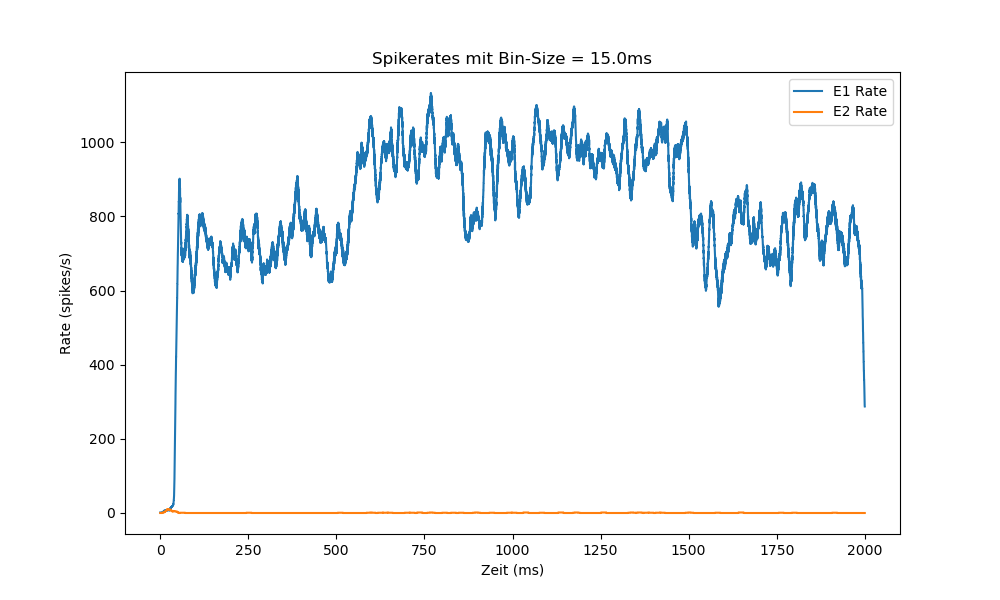 Spikerates mit Bin-Size = 15.0ms
E1 Rate
E2 Rate
Rate (spikes/s)
1000
800
600
400
200
0
0 250 500 750 1000 1250 1500 1750 2000
Zeit (ms)